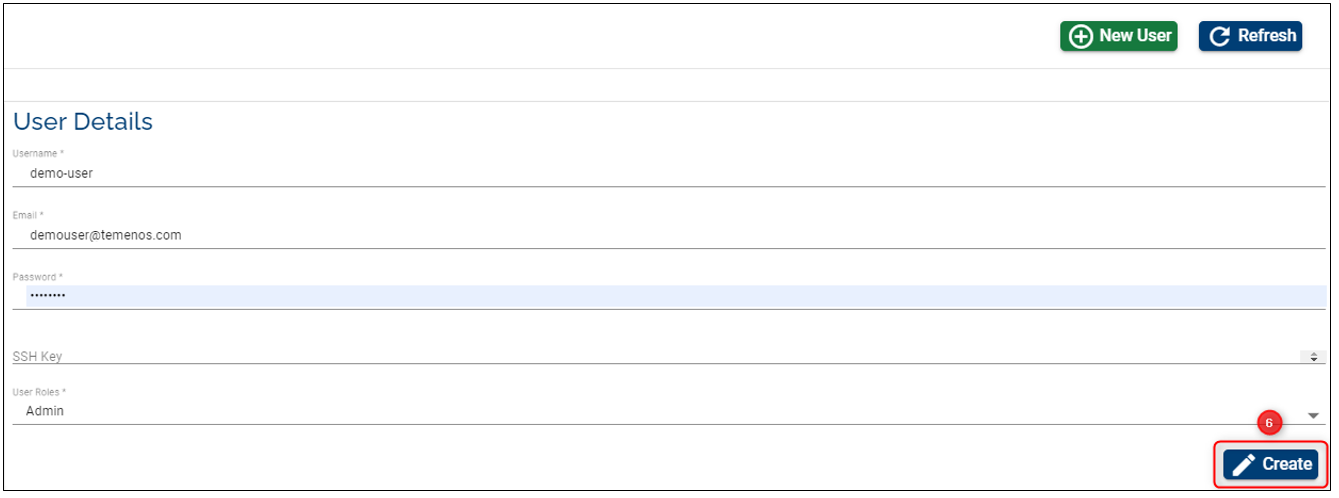 New User Refresh
User Details
Username *
demo-user
Email *
demouser@temenos.com
Password *
••••••••
SSH Key
User Roles *
Admin
6
Create